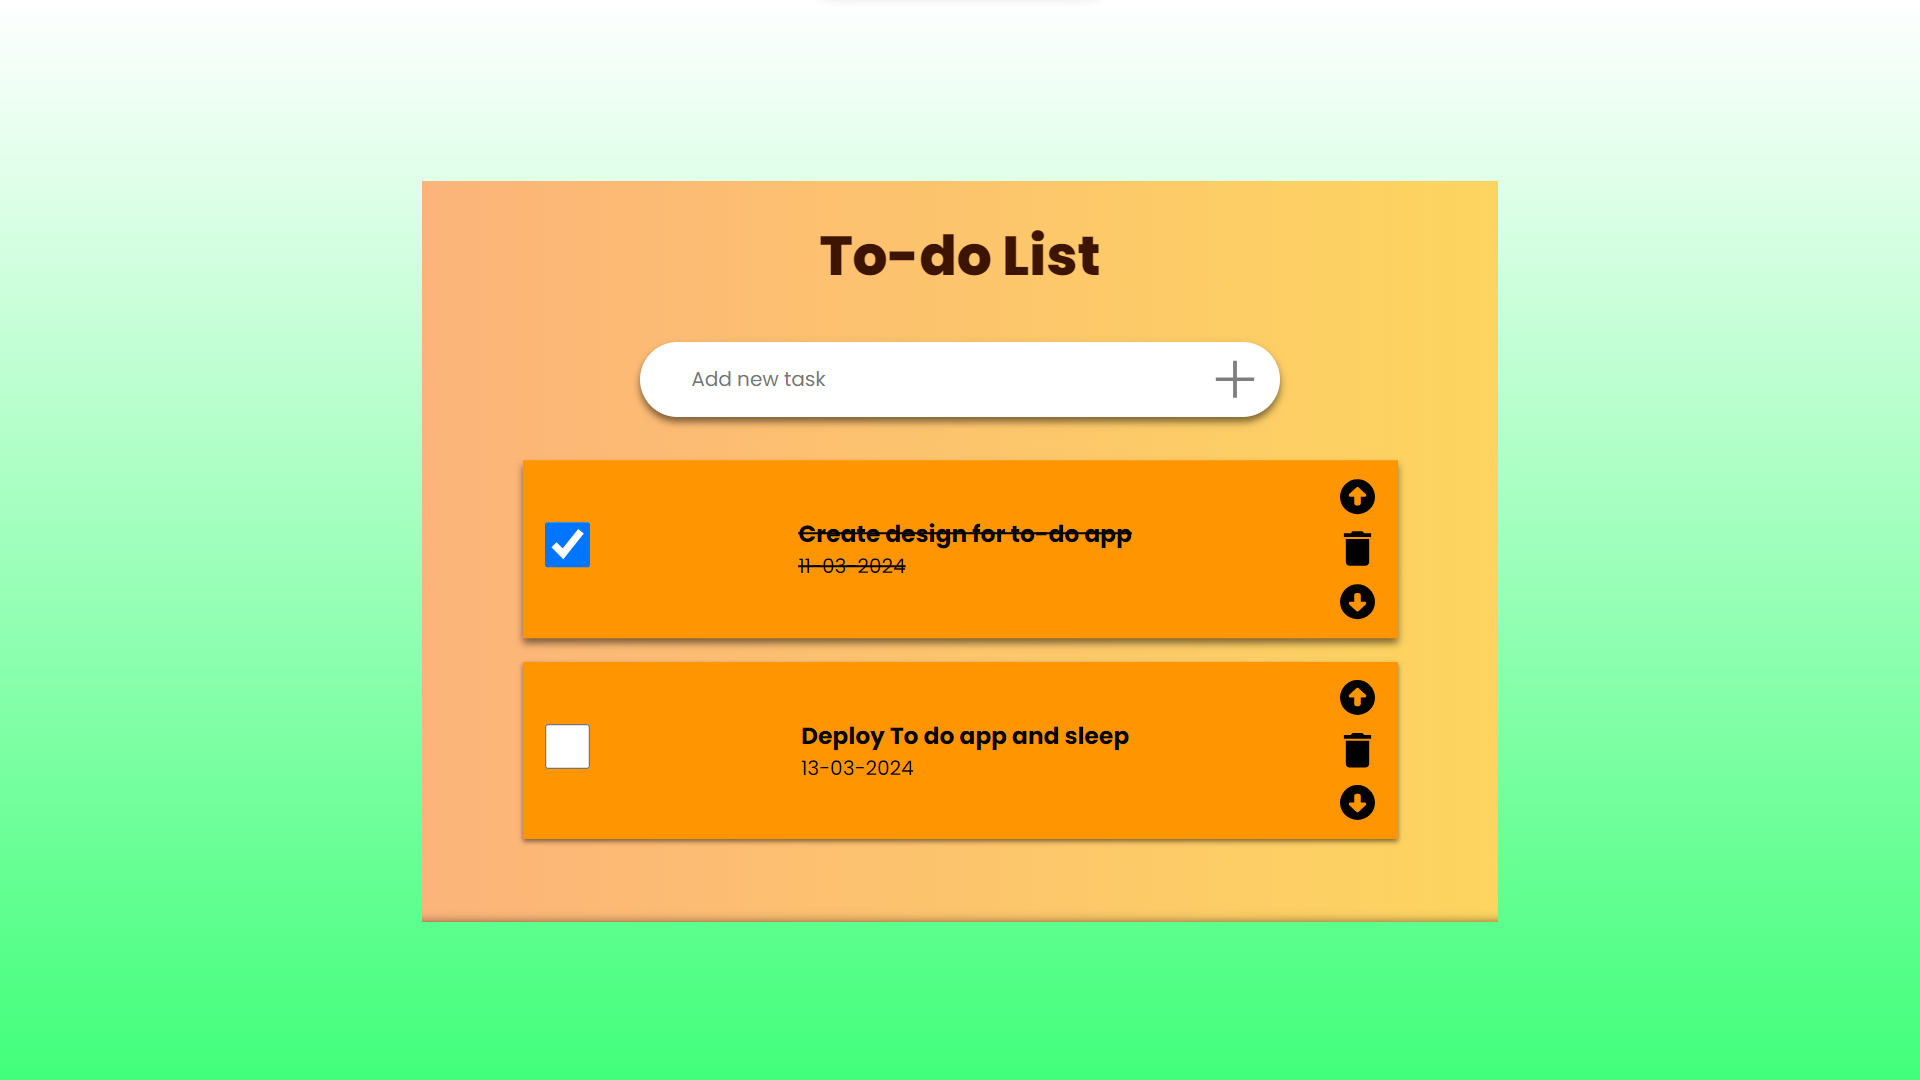 To-do List
Add new task
Create design for to-do app
11-03-2024
Deploy To do app and sleep
13-03-2024